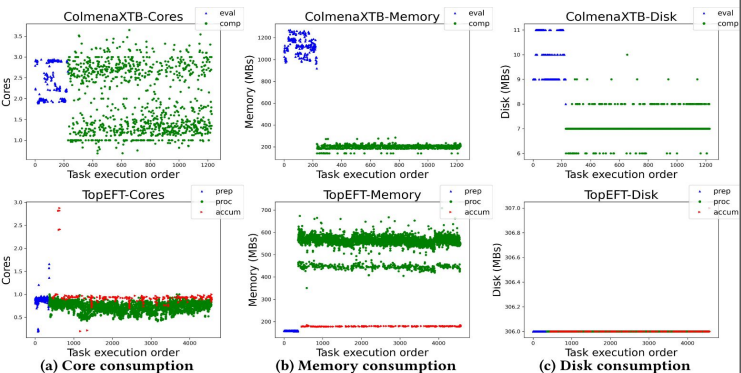 ColmenaXTB-Cores
eval
comp
3.5
3.0
2.5
2.0
1.5
1.0
Cores
0 200 400 600 800 1000 1200
Task execution order
ColmenaXTB-Memory
eval
comp
1200
1000
800
600
400
200
Memory (MBs)
0 200 400 600 800 1000 1200
Task execution order
ColmenaXTB-Disk
eval
comp
11
10
9
8
7
6
Disk (MBs)
0 200 400 600 800 1000 1200
Task execution order
TopEFT-Cores
prep
proc
accum
3.0
2.5
2.0
1.5
1.0
0.5
Cores
0 1000 2000 3000 4000
Task execution order
TopEFT-Memory
prep
proc
accum
700
600
500
400
300
200
Memory (MBs)
0 2000 4000
Task execution order
TopEFT-Disk
prep
proc
accum
307.0
306.8
306.6
306.4
306.2
306.0
Disk (MBs)
0 2000 4000
Task execution order
(a) Core consumption
(b) Memory consumption
(c) Disk consumption